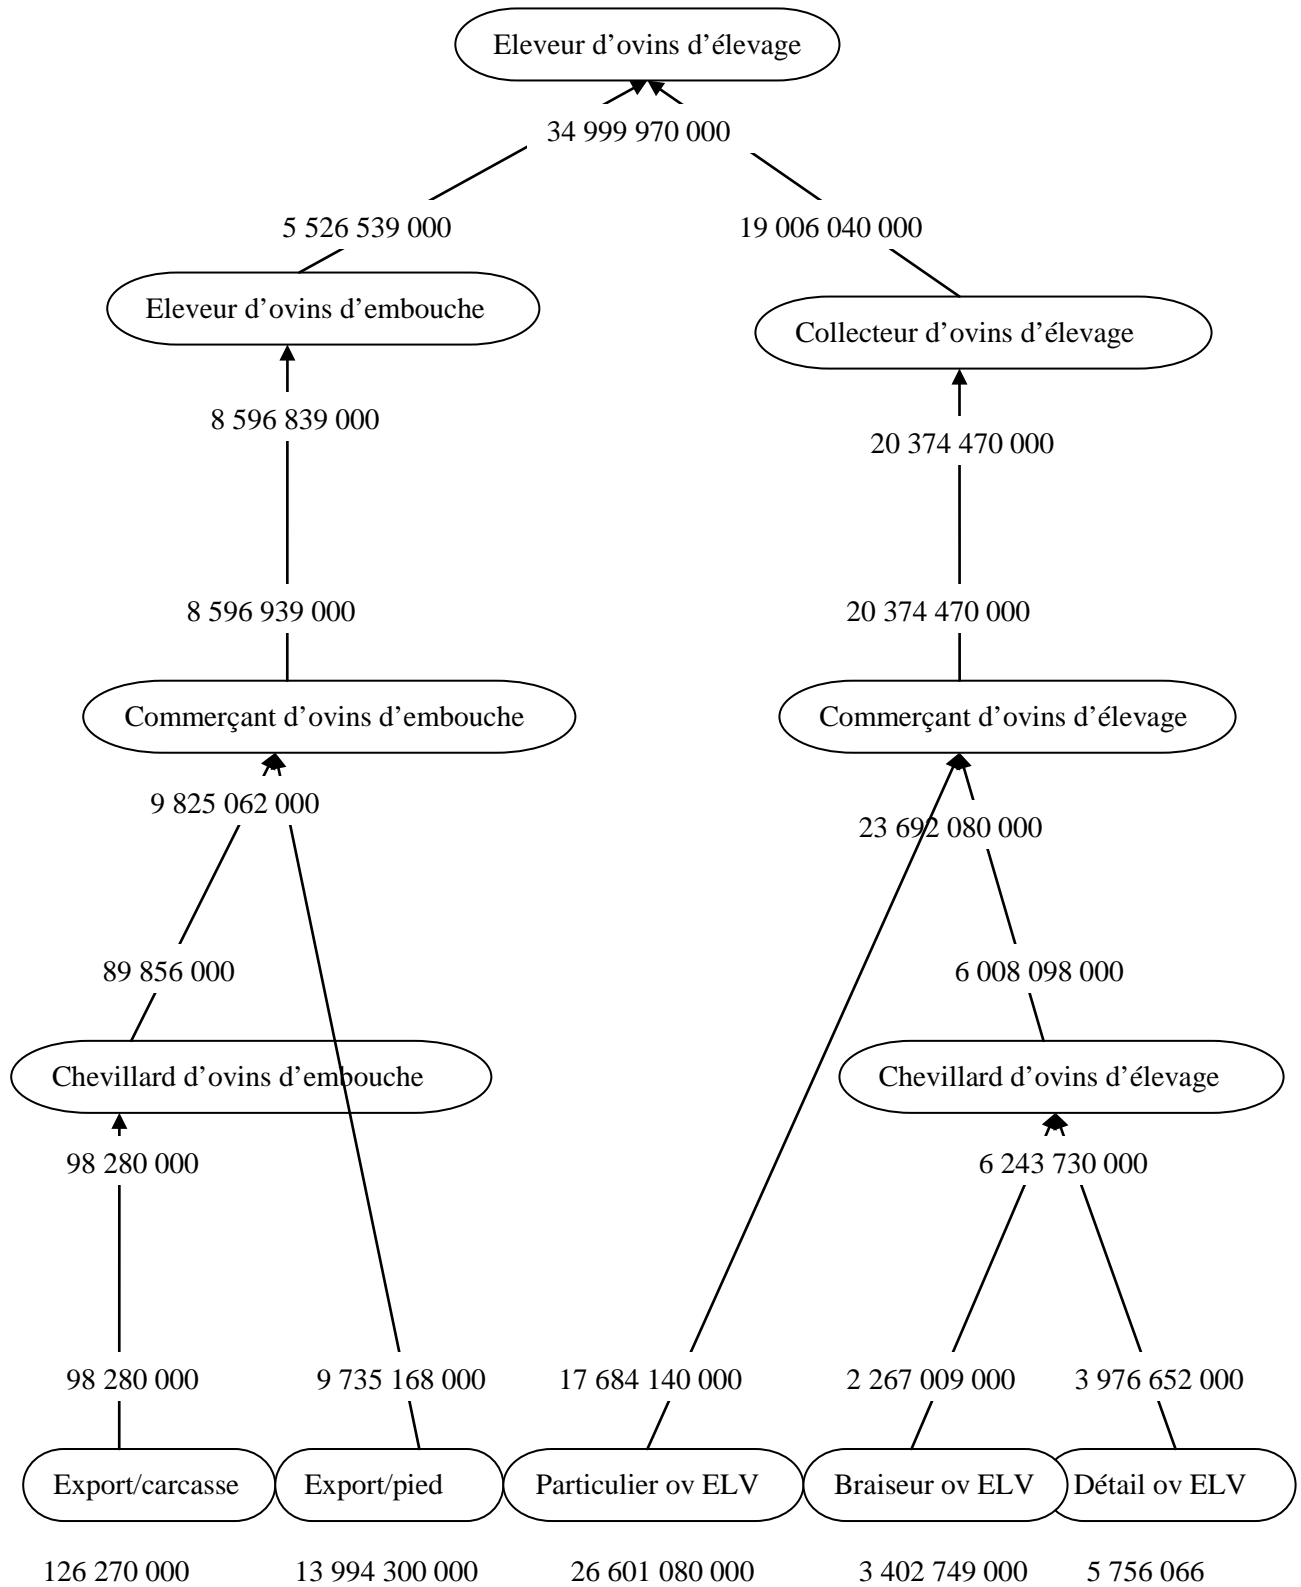 Eleveur d’ovins d’élevage
34 999 970 000
5 526 539 000
19 006 040 000
Eleveur d’ovins d’embouche
Collecteur d’ovins d’élevage
8 596 839 000
20 374 470 000
8 596 939 000
20 374 470 000
Commerçant d’ovins d’embouche
Commerçant d’ovins d’élevage
9 825 062 000
23 692 080 000
89 856 000
6 008 098 000
Chevillard d’ovins d’embouche
Chevillard d’ovins d’élevage
98 280 000
6 243 730 000
98 280 000
9 735 168 000
17 684 140 000
2 267 009 000
3 976 652 000
Export/carcasse
Export/pied
Particulier ov ELV
Braiseur ov ELV
Détail ov ELV
126 270 000
13 994 300 000
26 601 080 000
3 402 749 000
5 756 066